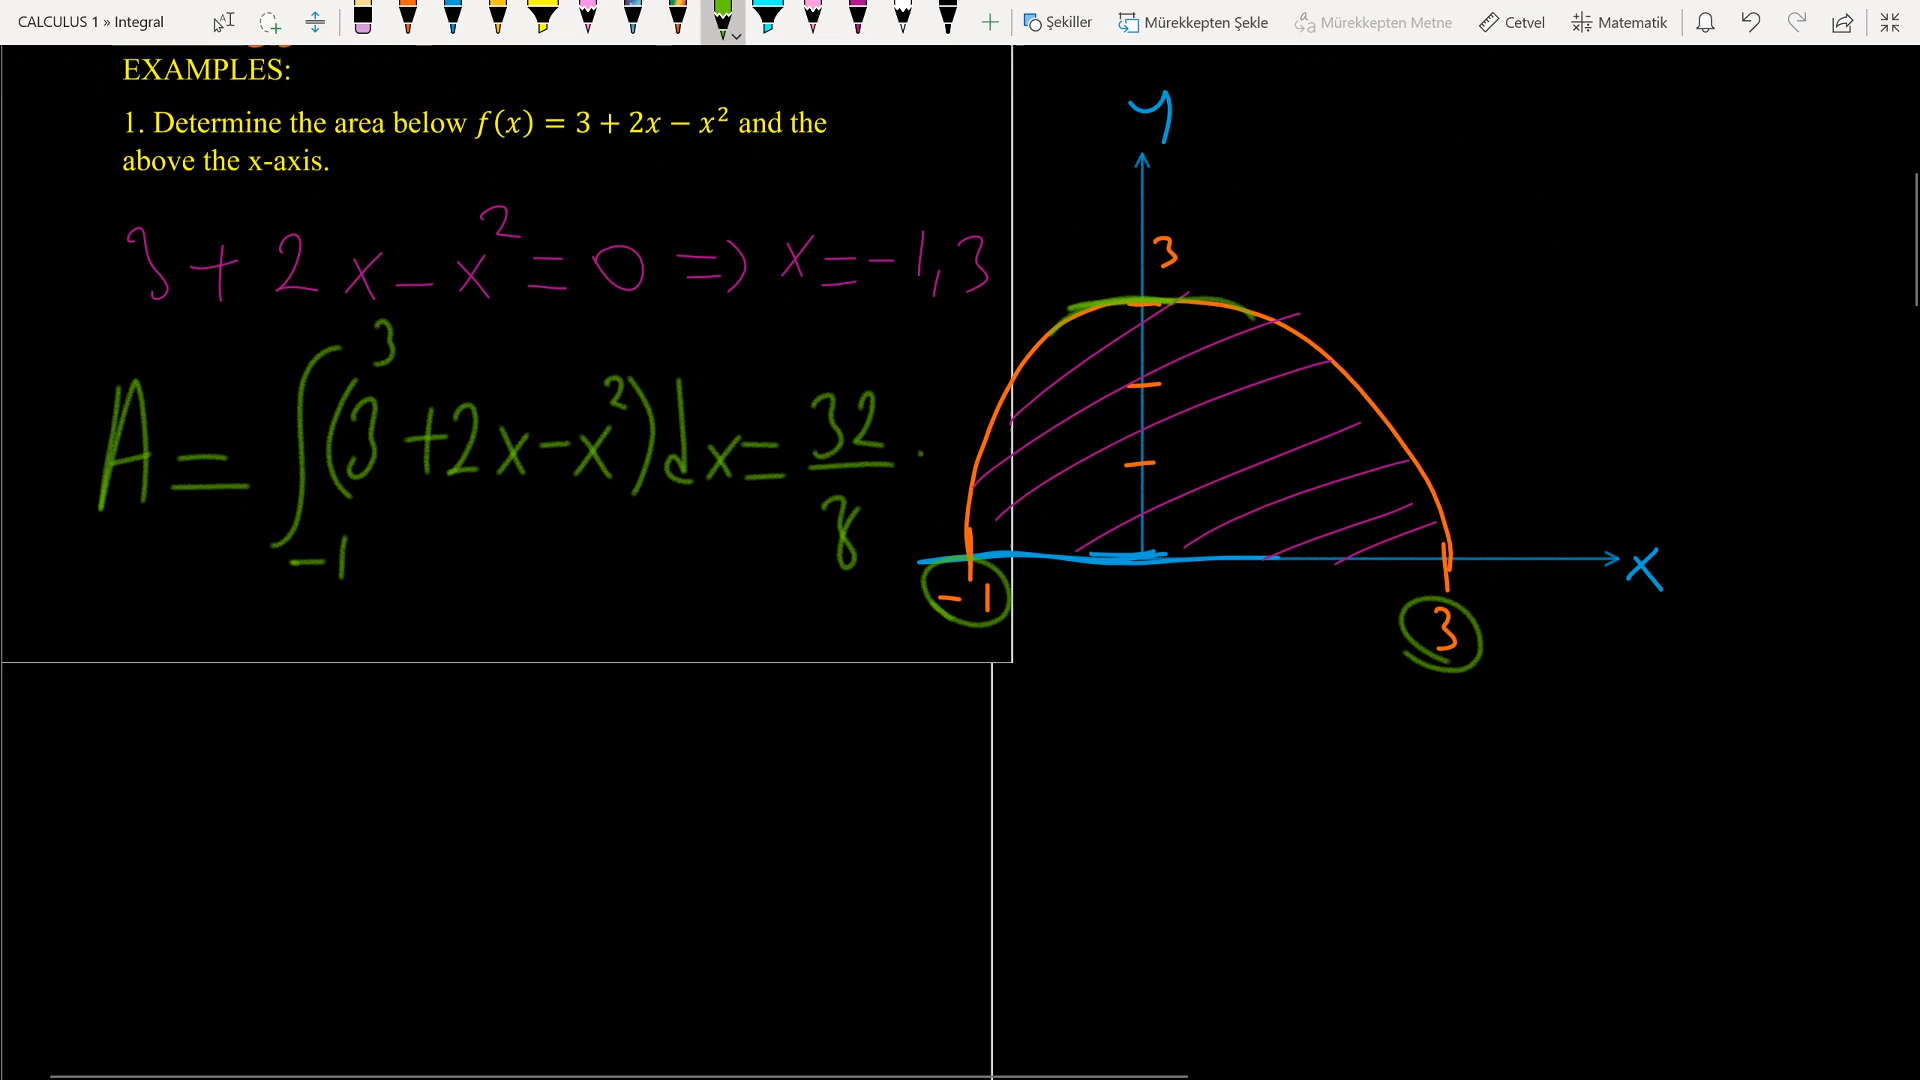 CALCULUS 1 » Integral
Şekiller
Mürekkepten Şekle
Mürekkepten Metne
Cetvel
Matematik
EXAMPLES:
1. Determine the area below f(x) = 3 + 2x − x² and the
above the x-axis.
3 + 2x − x² = 0 => x = −1,3
A = ∫₋₁³ (3 + 2x − x²) dx = 32/3 .
y
3
-1
3
x